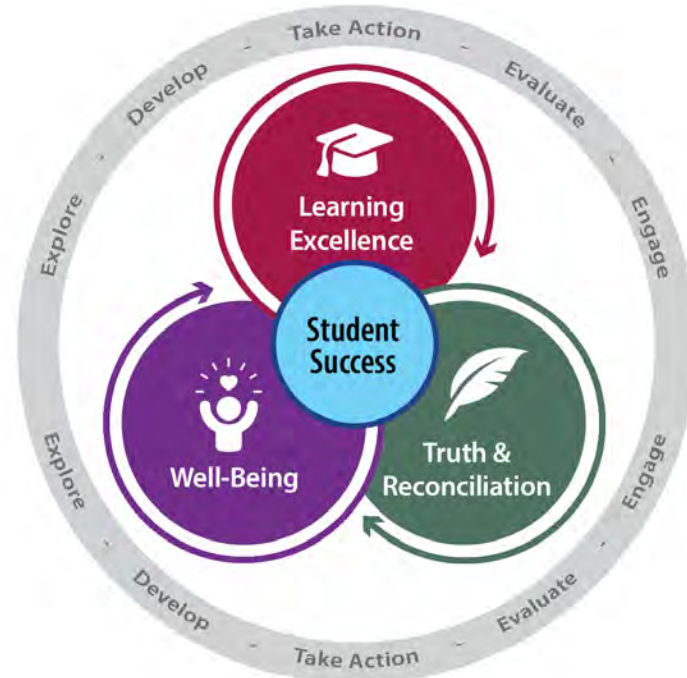 Explore - Develop - Take Action - Evaluate - Engage
Learning
Excellence
Student
Success
Well-Being
Truth &
Reconciliation
Explore - Develop - Take Action - Evaluate - Engage